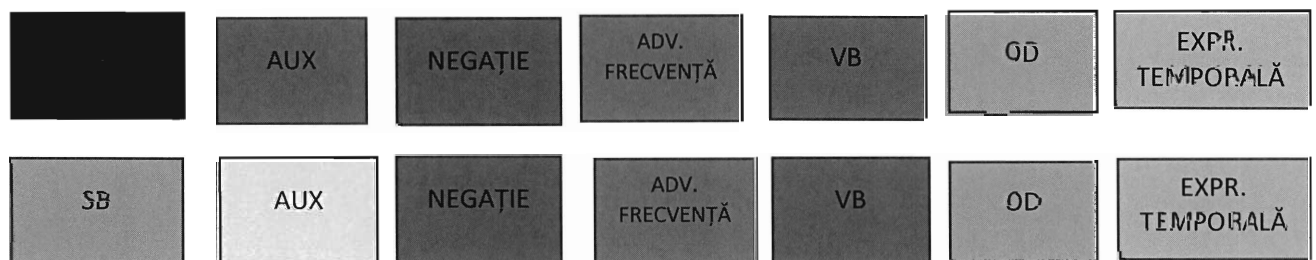 AUX NEGAȚIE ADV. FRECVENȚĂ VB OD EXPR. TEMPORALĂ
SB AUX NEGAȚIE ADV. FRECVENȚĂ VB OD EXPR. TEMPORALĂ